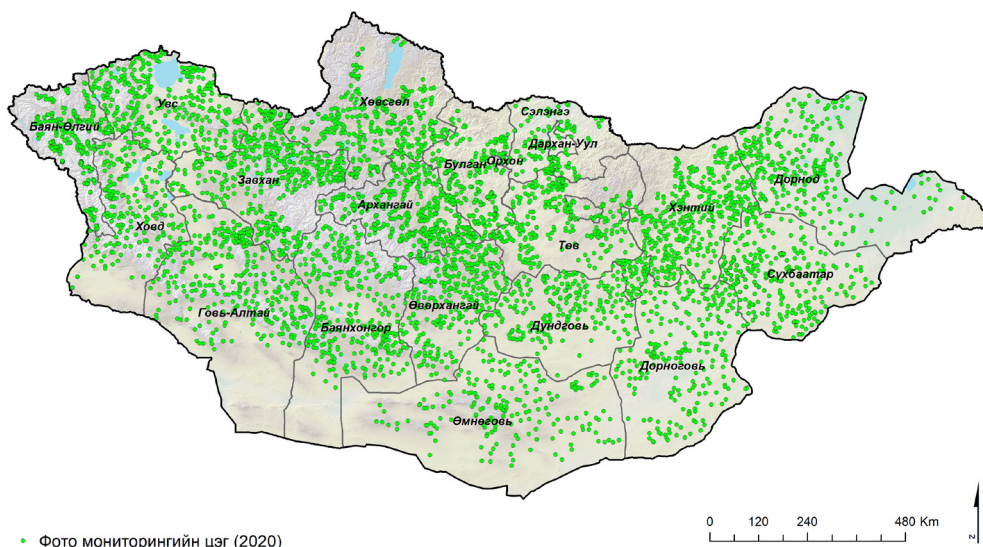 Увс
Хөвсгөл
Сэлэнгэ
Баян-Өлгий
Дархан-Уул
Булган
Орхон
Завхан
Дорнод
Архангай
Хэнтий
Ховд
Төв
Сүхбаатар
Говь-Алтай
Өвөрхангай
Баянхонгор
Дундговь
Дорноговь
Өмнөговь
0 120 240 480 Km
N
Фото мониторингийн цэг (2020)